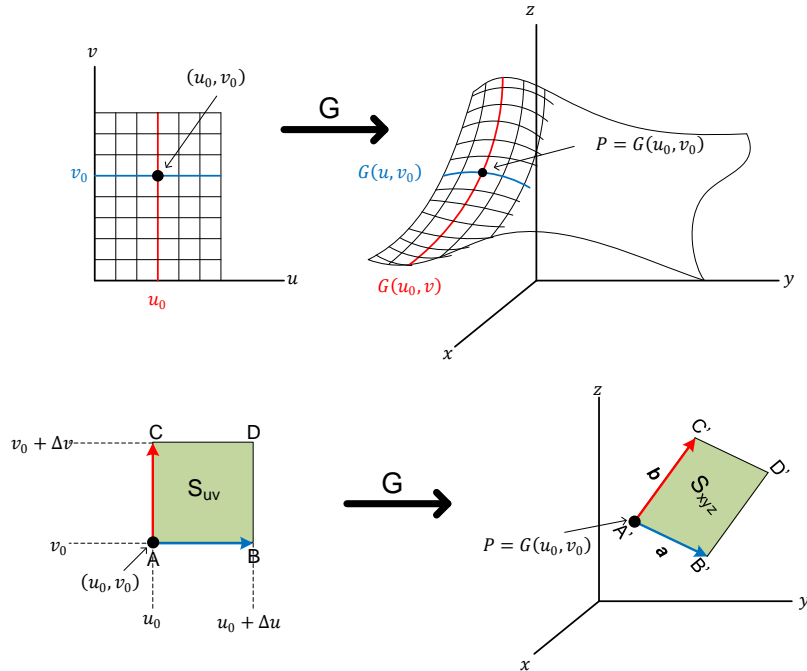 v
(u₀, v₀)
G
v₀
u
u₀
z
G(u, v₀)
P = G(u₀, v₀)
G(u₀, v)
y
x
C
D
v₀ + Δv
S_uv
v₀
A
B
(u₀, v₀)
u₀
u₀ + Δu
G
z
C'
b
D'
S_xyz
P = G(u₀, v₀)
A'
a
B'
y
x